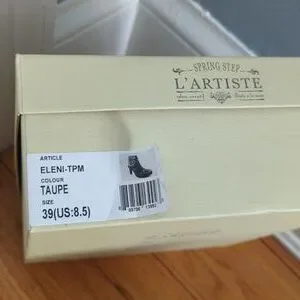 SPRING STEP
L'ARTISTE
ARTICLE
ELENI-TPM
COLOUR
TAUPE
SIZE
39(US:8.5)